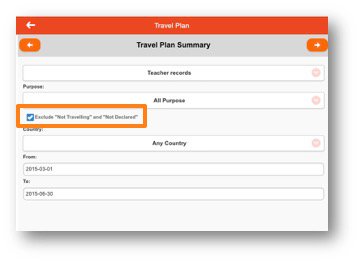 Travel Plan
Travel Plan Summary
Teacher records
Purpose:
All Purpose
Exclude "Not Travelling" and "Not Declared"
Country:
Any Country
From:
2015-03-01
To:
2015-06-30